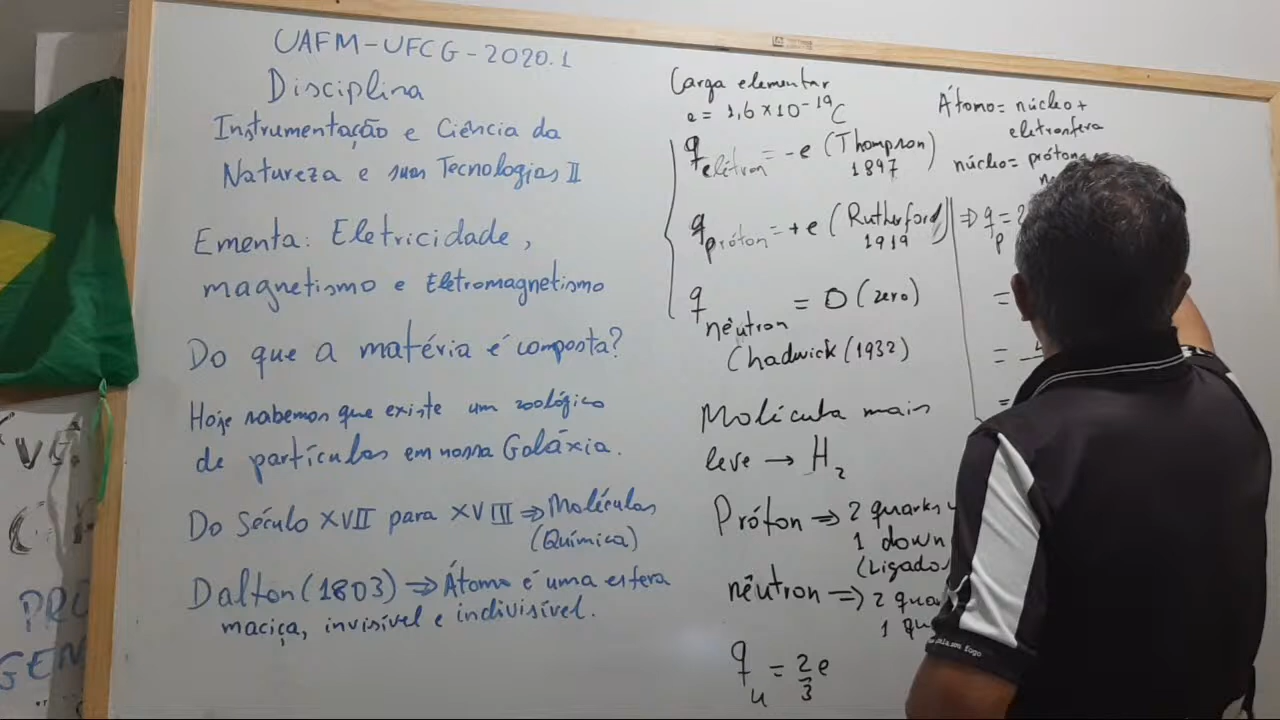 UAFM-UFCG-2020.1
Disciplina
Instrumentação e Ciência da
Natureza e suas Tecnologias II
Ementa: Eletricidade,
magnetismo e Eletromagnetismo
Do que a matéria é composta?
Hoje sabemos que existe um zoológico
de partículas em nossa Galáxia.
Do Século XVII para XVIII ⇒ Moléculas
(Química)
Dalton (1803) ⇒ Átomo é uma esfera
maciça, invisível e indivisível.
Carga elementar
e = 1,6 × 10⁻¹⁹ C
q elétron = -e (Thompson)
1897
q próton = +e (Rutherford)
1919
q nêutron = 0 (zero)
Chadwick (1932)
Molécula mais
leve → H₂
Próton ⇒ 2 quarks
1 down
(Ligados
nêutron ⇒ 2
1
q u = 2/3 e
Átomo = núcleo +
eletrosfera
núcleo = prótons
⇒ q p =
=
=
=